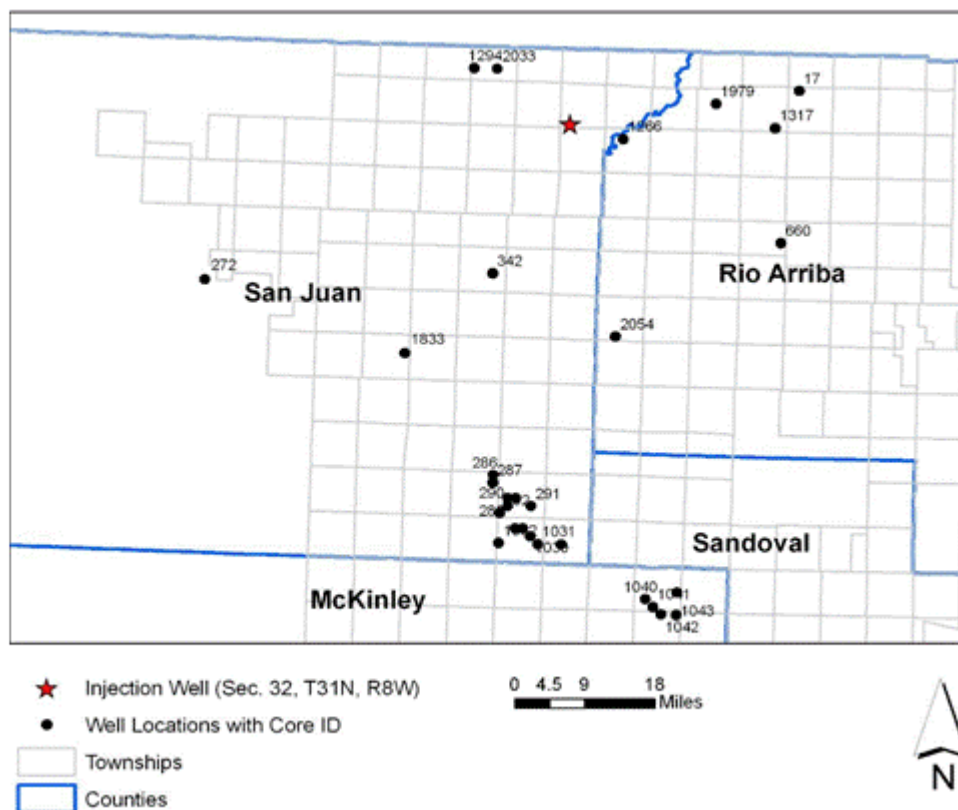 12942033
17
1979
1317
660
272
342
San Juan
Rio Arriba
1833
2054
286
287
290
291
1031
Sandoval
McKinley
1040
1041
1043
1042
Injection Well (Sec. 32, T31N, R8W)
0 4.5 9 18
Miles
Well Locations with Core ID
Townships
Counties
N